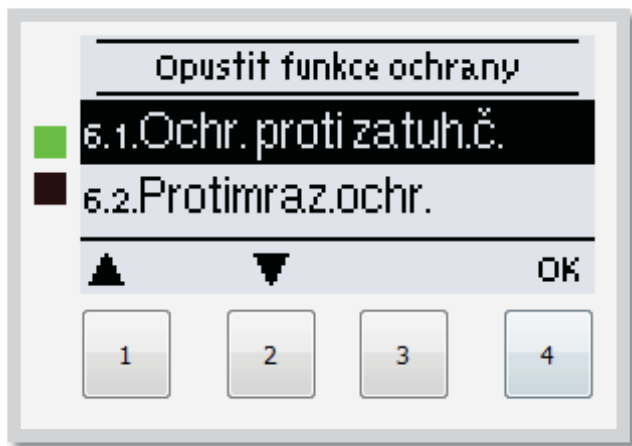 Opustit funkce ochrany
6.1.Ochr. proti zatuh.č.
6.2.Protimraz.ochr.
▲ ▼ OK
1 2 3 4